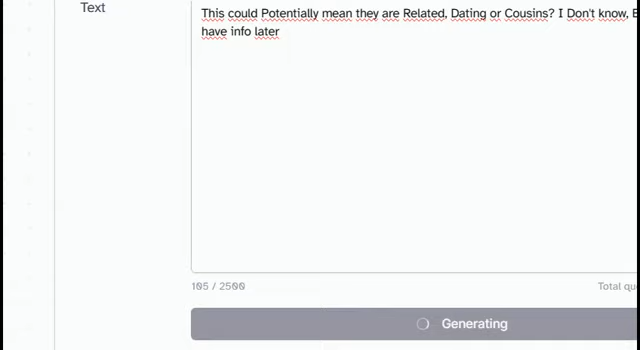 Text
This could Potentially mean they are Related, Dating or Cousins? I Don't know,
have info later
105 / 2500
Total
Generating